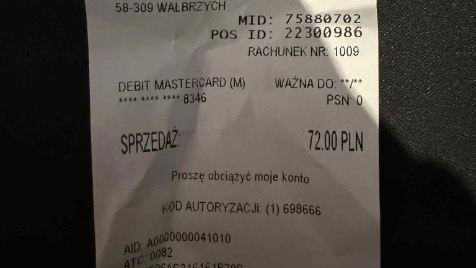 58-309 WAŁBRZYCH
MID: 75880702
POS ID: 22300986
RACHUNEK NR: 1009
DEBIT MASTERCARD (M) WAŻNA DO: **/**
**** **** **** 8346 PSN: 0
SPRZEDAŻ: 72.00 PLN
Proszę obciążyć moje konto
KOD AUTORYZACJI: (1) 698666
AID: A0000000041010
ATC: 0082